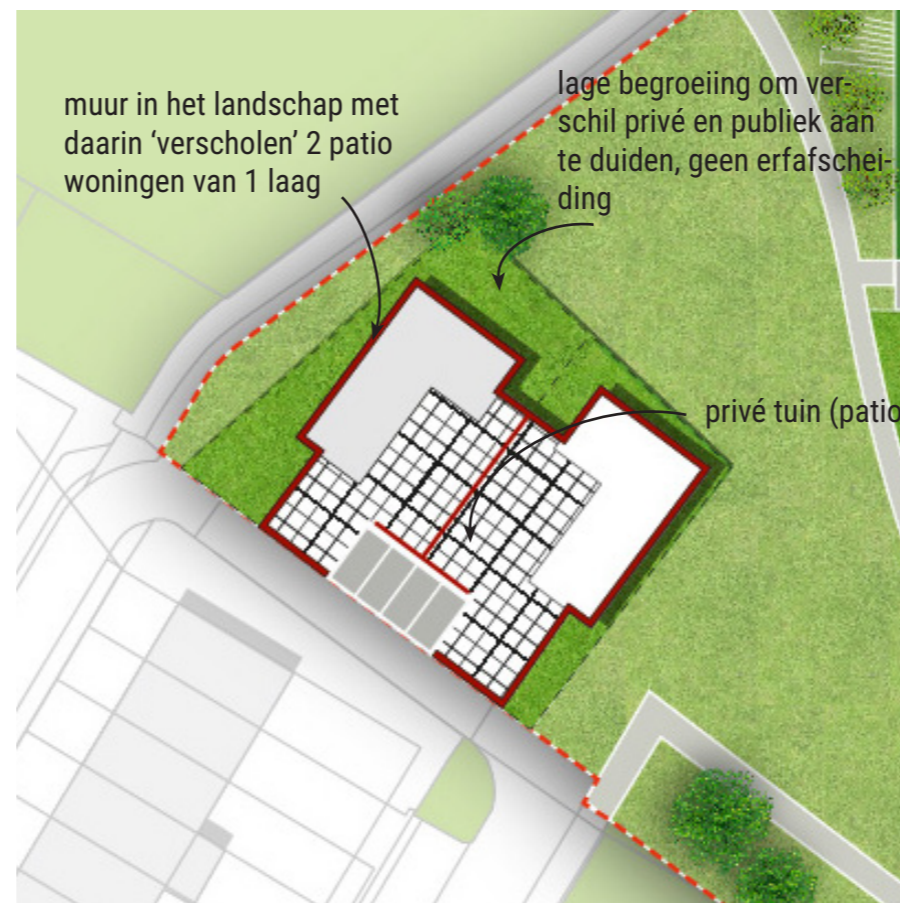 muur in het landschap met
daarin ‘verscholen’ 2 patio
woningen van 1 laag
lage begroeiing om ver-
schil privé en publiek aan
te duiden, geen erfafschei-
ding
privé tuin (patio